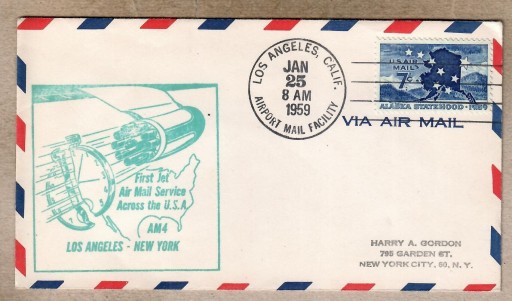 LOS ANGELES, CALIF.
JAN
25
8 AM
1959
AIRPORT MAIL FACILITY
U.S. AIR
MAIL
7¢
ALASKA STATEHOOD · 1959
VIA AIR MAIL
First Jet
Air Mail Service
Across the U.S.A.
AM4
LOS ANGELES - NEW YORK
HARRY A. GORDON
795 GARDEN ST.
NEW YORK CITY, 60, N. Y.